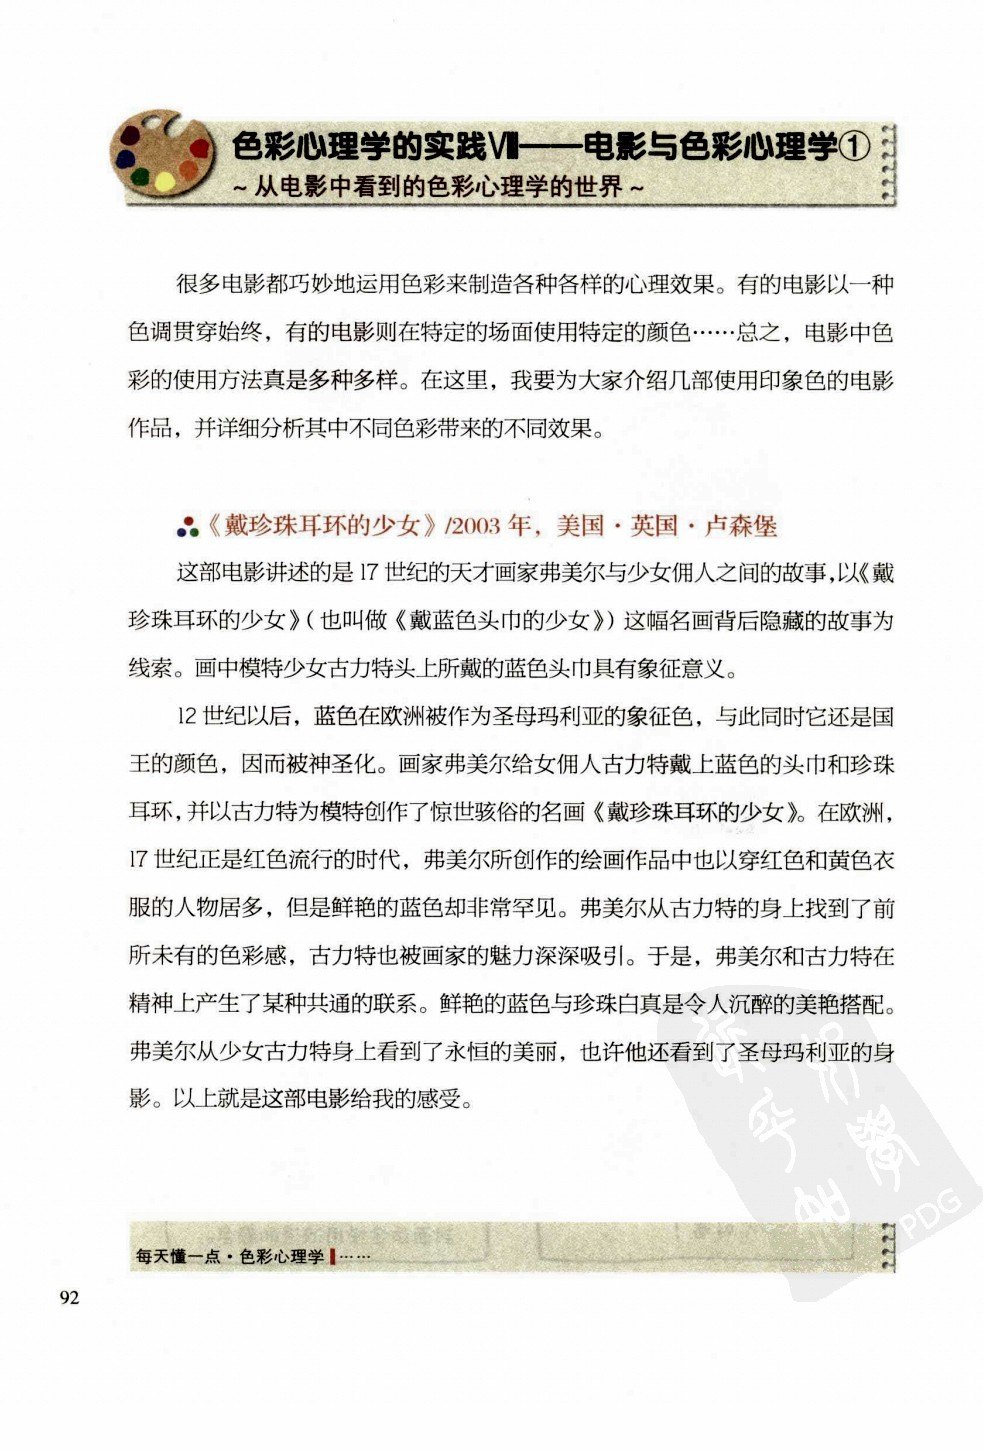 色彩心理学的实践Ⅷ——电影与色彩心理学①
~从电影中看到的色彩心理学的世界~
很多电影都巧妙地运用色彩来制造各种各样的心理效果。有的电影以一种
色调贯穿始终，有的电影则在特定的场面使用特定的颜色……总之，电影中色
彩的使用方法真是多种多样。在这里，我要为大家介绍几部使用印象色的电影
作品，并详细分析其中不同色彩带来的不同效果。
《戴珍珠耳环的少女》/2003 年，美国·英国·卢森堡
这部电影讲述的是 17 世纪的天才画家弗美尔与少女佣人之间的故事，以《戴
珍珠耳环的少女》（也叫做《戴蓝色头巾的少女》）这幅名画背后隐藏的故事为
线索。画中模特少女古力特头上所戴的蓝色头巾具有象征意义。
12 世纪以后，蓝色在欧洲被作为圣母玛利亚的象征色，与此同时它还是国
王的颜色，因而被神圣化。画家弗美尔给女佣人古力特戴上蓝色的头巾和珍珠
耳环，并以古力特为模特创作了惊世骇俗的名画《戴珍珠耳环的少女》。在欧洲，
17 世纪正是红色流行的时代，弗美尔所创作的绘画作品中也以穿红色和黄色衣
服的人物居多，但是鲜艳的蓝色却非常罕见。弗美尔从古力特的身上找到了前
所未有的色彩感，古力特也被画家的魅力深深吸引。于是，弗美尔和古力特在
精神上产生了某种共通的联系。鲜艳的蓝色与珍珠白真是令人沉醉的美艳搭配。
弗美尔从少女古力特身上看到了永恒的美丽，也许他还看到了圣母玛利亚的身
影。以上就是这部电影给我的感受。
PDG
每天懂一点·色彩心理学 ……
92